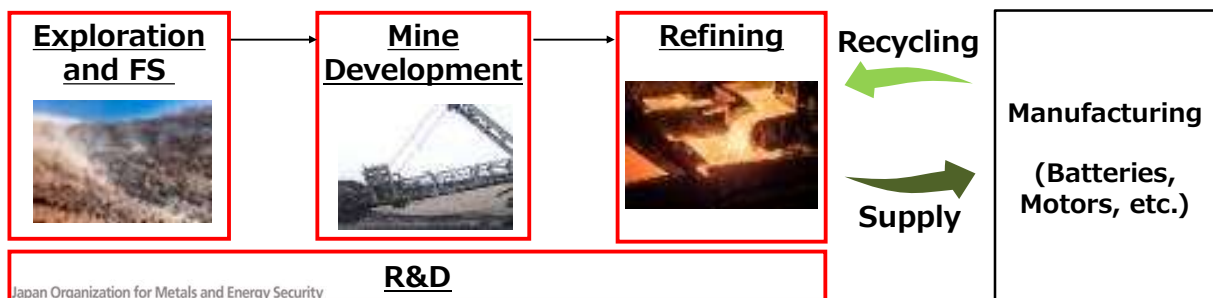 Exploration
and FS
Mine
Development
Refining
Recycling
Supply
Manufacturing
(Batteries,
Motors, etc.)
R&D
Japan Organization for Metals and Energy Security